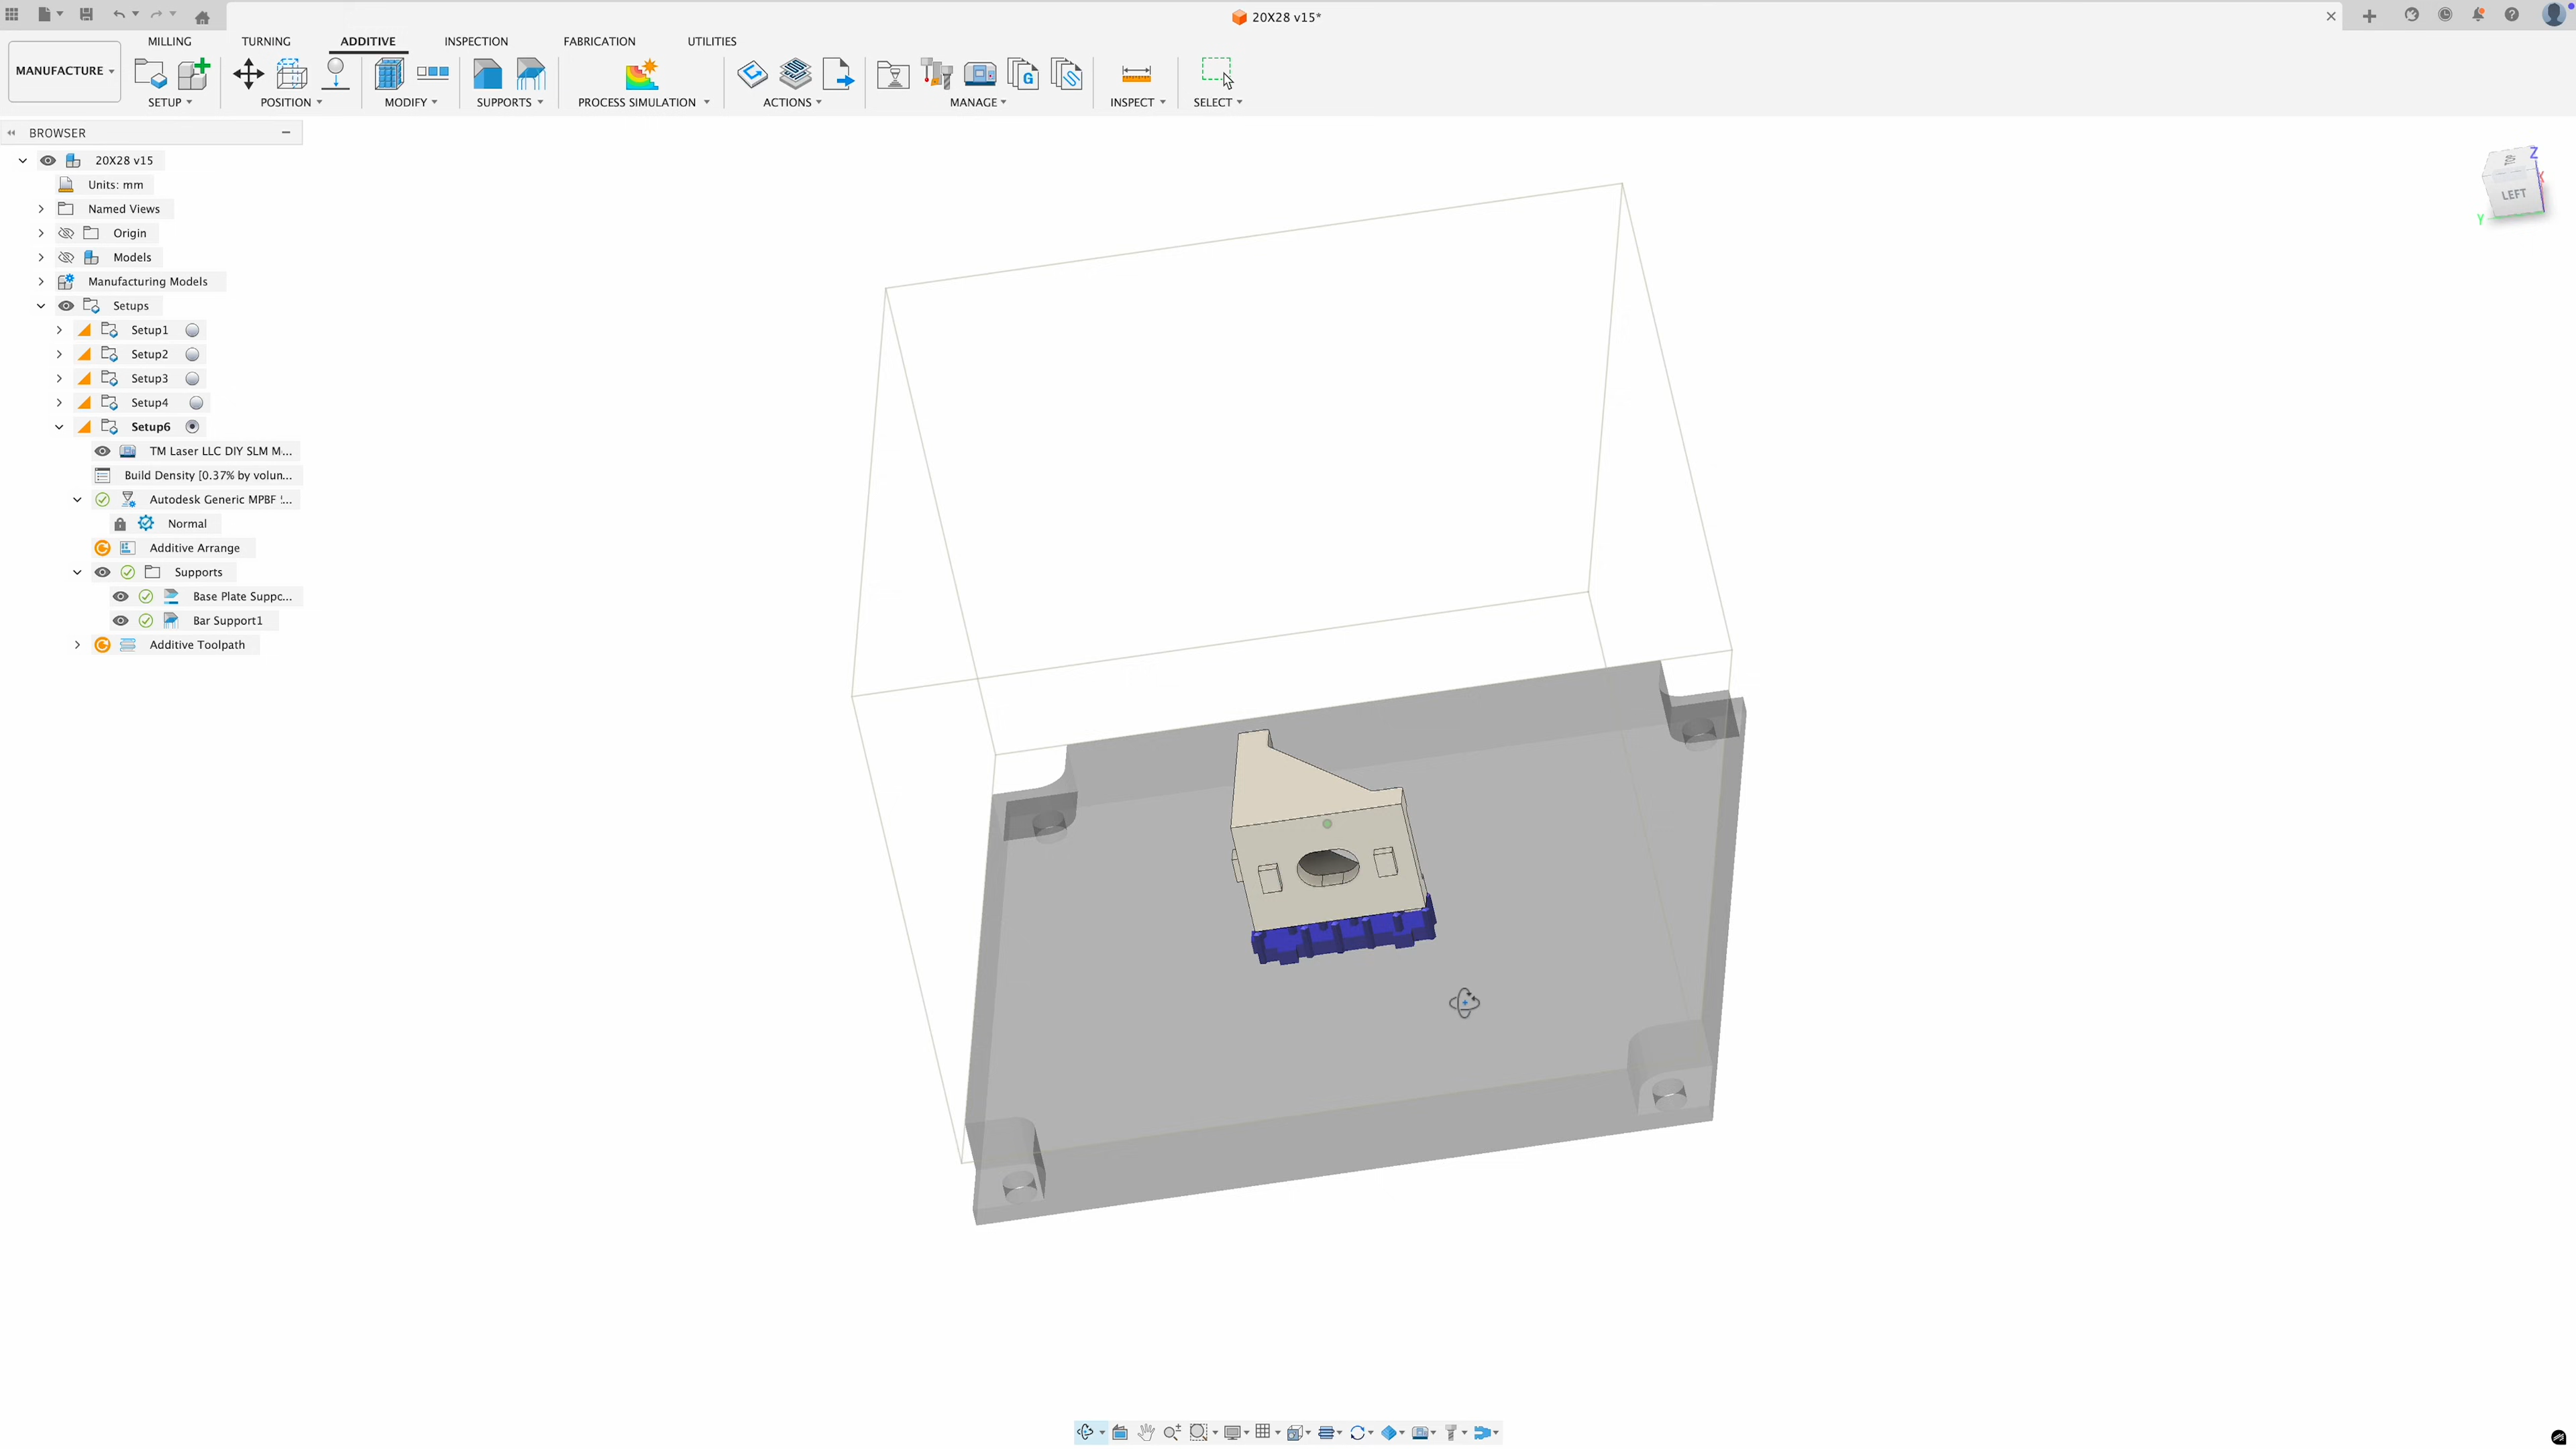 20X28 v15*
MILLING TURNING ADDITIVE INSPECTION FABRICATION UTILITIES
MANUFACTURE
SETUP POSITION MODIFY SUPPORTS PROCESS SIMULATION ACTIONS MANAGE INSPECT SELECT
G
BROWSER
20X28 v15
Units: mm
Named Views
Origin
Models
Manufacturing Models
Setups
Setup1
Setup2
Setup3
Setup4
Setup6
TM Laser LLC DIY SLM M...
Build Density [0.37% by volun...
Autodesk Generic MPBF ...
Normal
Additive Arrange
Supports
Base Plate Suppc...
Bar Support1
Additive Toolpath
TOP
Z
X
LEFT
Y